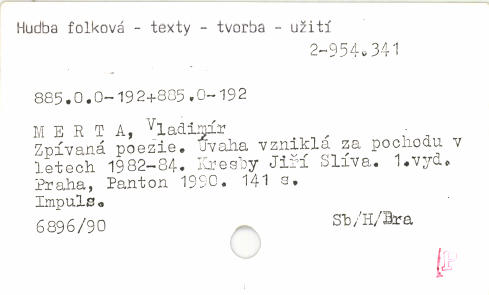 Hudba folková - texty - tvorba - užití
2-954.341
885.0.0-192+885.0-192
M E R T A, Vladimír
Zpívaná poezie. Úvaha vzniklá za pochodu v
letech 1982-84. Kresby Jiří Slíva. 1.vyd.
Praha, Panton 1990. 141 s.
Impuls.
6896/90 Sb/H/Bra
P